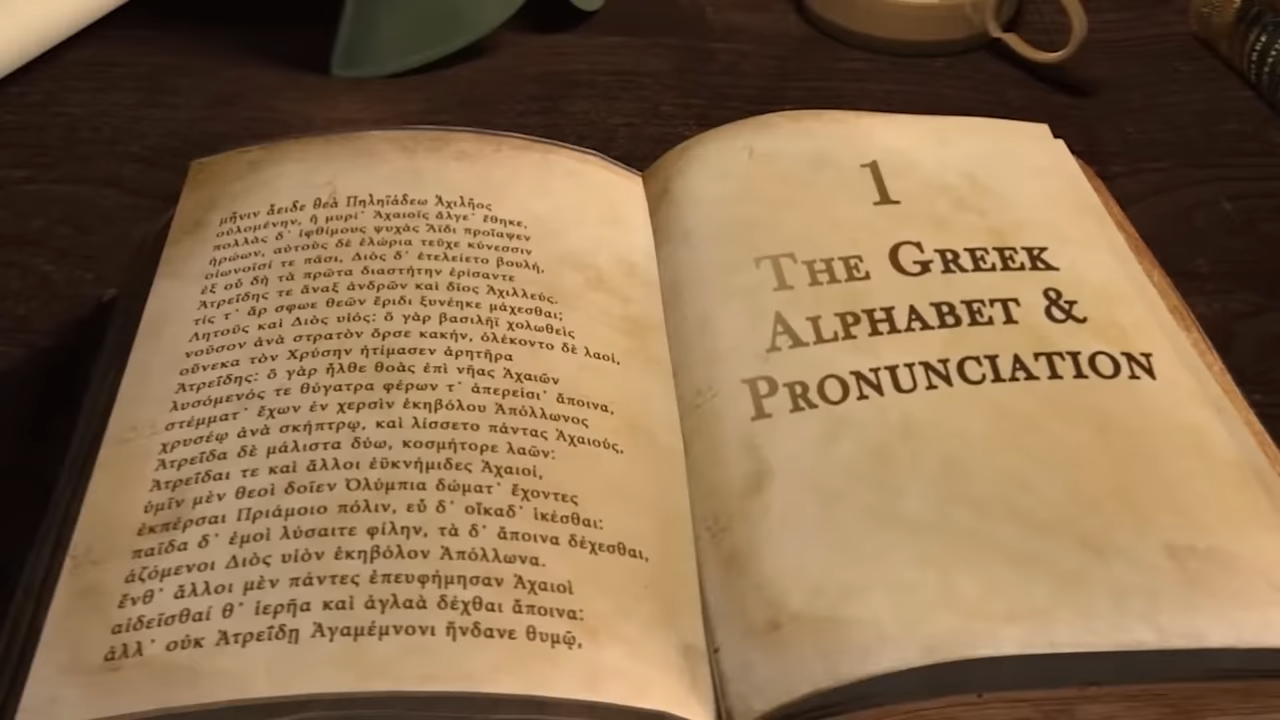 μῆνιν ἄειδε θεὰ Πηληϊάδεω Ἀχιλῆος
οὐλομένην, ἣ μυρί᾽ Ἀχαιοῖς ἄλγε᾽ ἔθηκε,
πολλὰς δ᾽ ἰφθίμους ψυχὰς Ἄϊδι προΐαψεν
ἡρώων, αὐτοὺς δὲ ἑλώρια τεῦχε κύνεσσιν
οἰωνοῖσί τε πᾶσι, Διὸς δ᾽ ἐτελείετο βουλή,
ἐξ οὗ δὴ τὰ πρῶτα διαστήτην ἐρίσαντε
Ἀτρεΐδης τε ἄναξ ἀνδρῶν καὶ δῖος Ἀχιλλεύς.
τίς τ᾽ ἄρ σφωε θεῶν ἔριδι ξυνέηκε μάχεσθαι;
Λητοῦς καὶ Διὸς υἱός: ὃ γὰρ βασιλῆϊ χολωθεὶς
νοῦσον ἀνὰ στρατὸν ὄρσε κακήν, ὀλέκοντο δὲ λαοί,
οὕνεκα τὸν Χρύσην ἠτίμασεν ἀρητῆρα
Ἀτρεΐδης: ὃ γὰρ ἦλθε θοὰς ἐπὶ νῆας Ἀχαιῶν
λυσόμενός τε θύγατρα φέρων τ᾽ ἀπερείσι᾽ ἄποινα,
στέμματ᾽ ἔχων ἐν χερσὶν ἑκηβόλου Ἀπόλλωνος
χρυσέῳ ἀνὰ σκήπτρῳ, καὶ λίσσετο πάντας Ἀχαιούς,
Ἀτρεΐδα δὲ μάλιστα δύω, κοσμήτορε λαῶν:
Ἀτρεΐδαι τε καὶ ἄλλοι ἐϋκνήμιδες Ἀχαιοί,
ὑμῖν μὲν θεοὶ δοῖεν Ὀλύμπια δώματ᾽ ἔχοντες
ἐκπέρσαι Πριάμοιο πόλιν, εὖ δ᾽ οἴκαδ᾽ ἱκέσθαι:
παῖδα δ᾽ ἐμοὶ λύσαιτε φίλην, τὰ δ᾽ ἄποινα δέχεσθαι,
ἁζόμενοι Διὸς υἱὸν ἑκηβόλον Ἀπόλλωνα.
ἔνθ᾽ ἄλλοι μὲν πάντες ἐπευφήμησαν Ἀχαιοὶ
αἰδεῖσθαί θ᾽ ἱερῆα καὶ ἀγλαὰ δέχθαι ἄποινα:
ἀλλ᾽ οὐκ Ἀτρεΐδῃ Ἀγαμέμνονι ἥνδανε θυμῷ,
1
THE GREEK
ALPHABET &
PRONUNCIATION